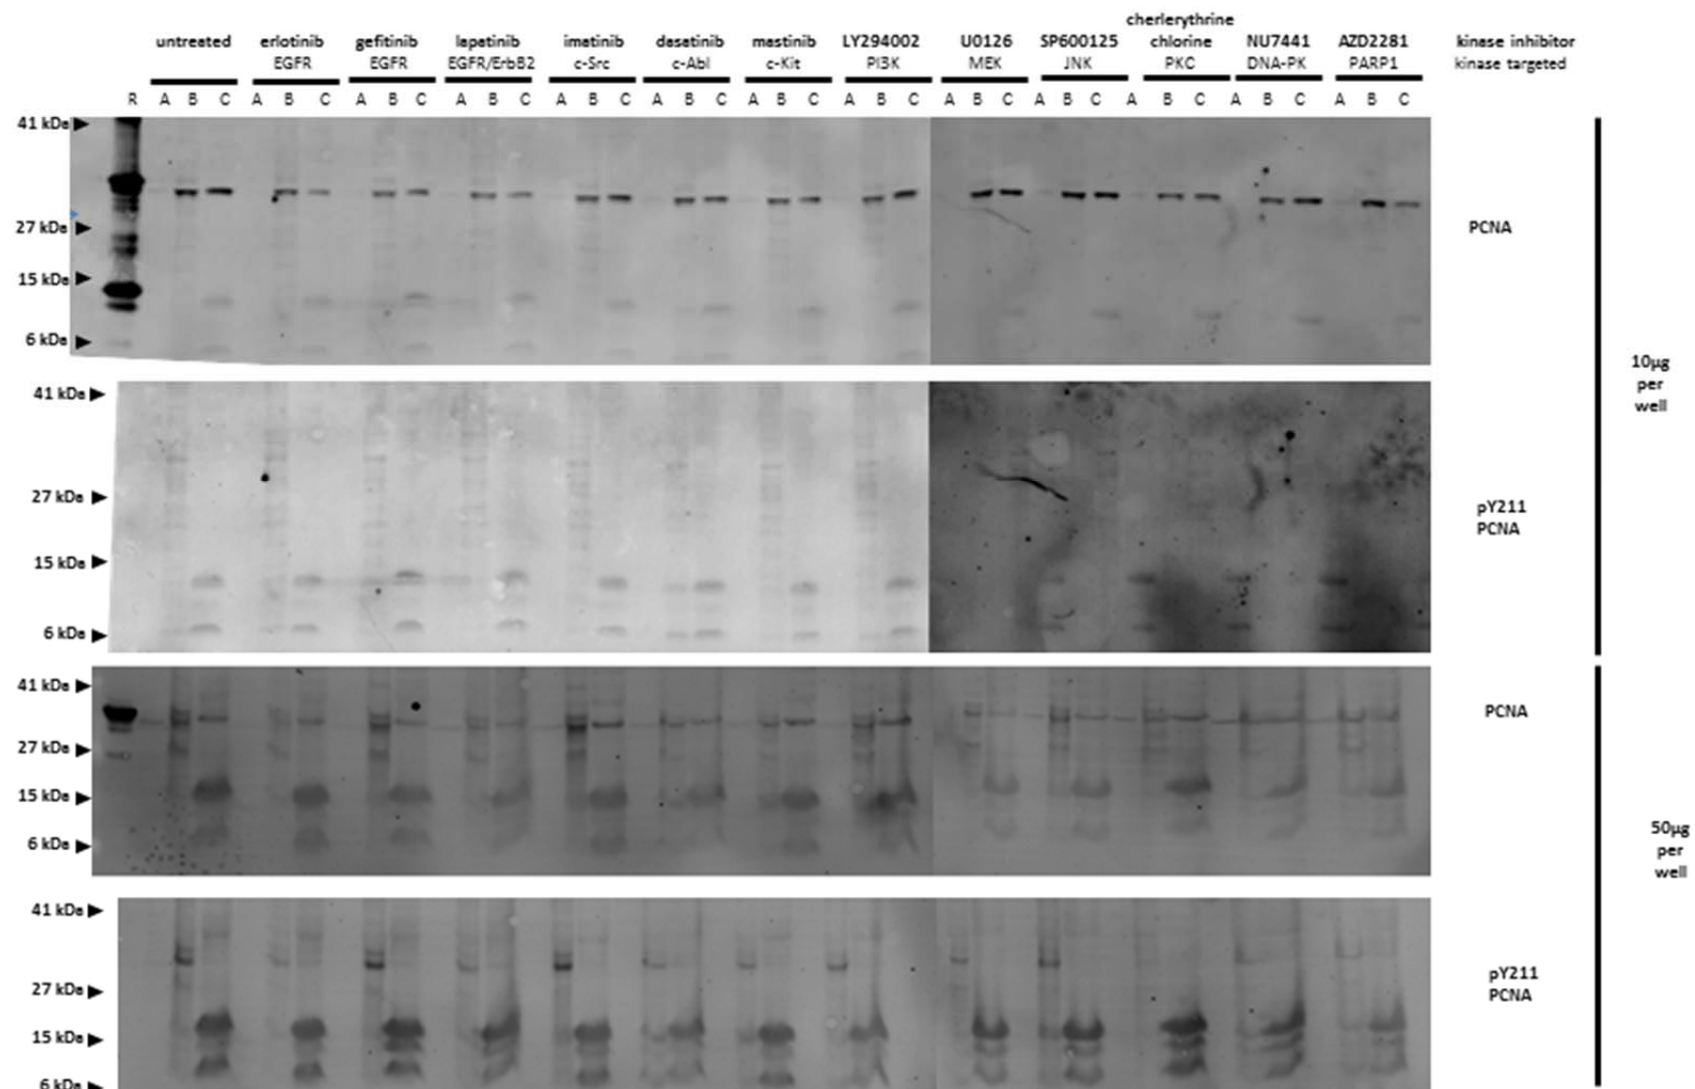 cherlerythrine
untreated erlotinib gefitinib lapatinib imatinib dasatinib mastinib LY294002 U0126 SP600125 chlorine NU7441 AZD2281 kinase inhibitor
EGFR EGFR EGFR/ErbB2 c-Src c-Abl c-Kit PI3K MEK JNK PKC DNA-PK PARP1 kinase targeted
R A B C A B C A B C A B C A B C A B C A B C A B C A B C A B C A B C A B C A B C
41 kDa
27 kDa
15 kDa
6 kDa
PCNA
41 kDa
27 kDa
15 kDa
6 kDa
pY211
PCNA
10µg
per
well
41 kDa
27 kDa
15 kDa
6 kDa
PCNA
41 kDa
27 kDa
15 kDa
6 kDa
pY211
PCNA
50µg
per
well